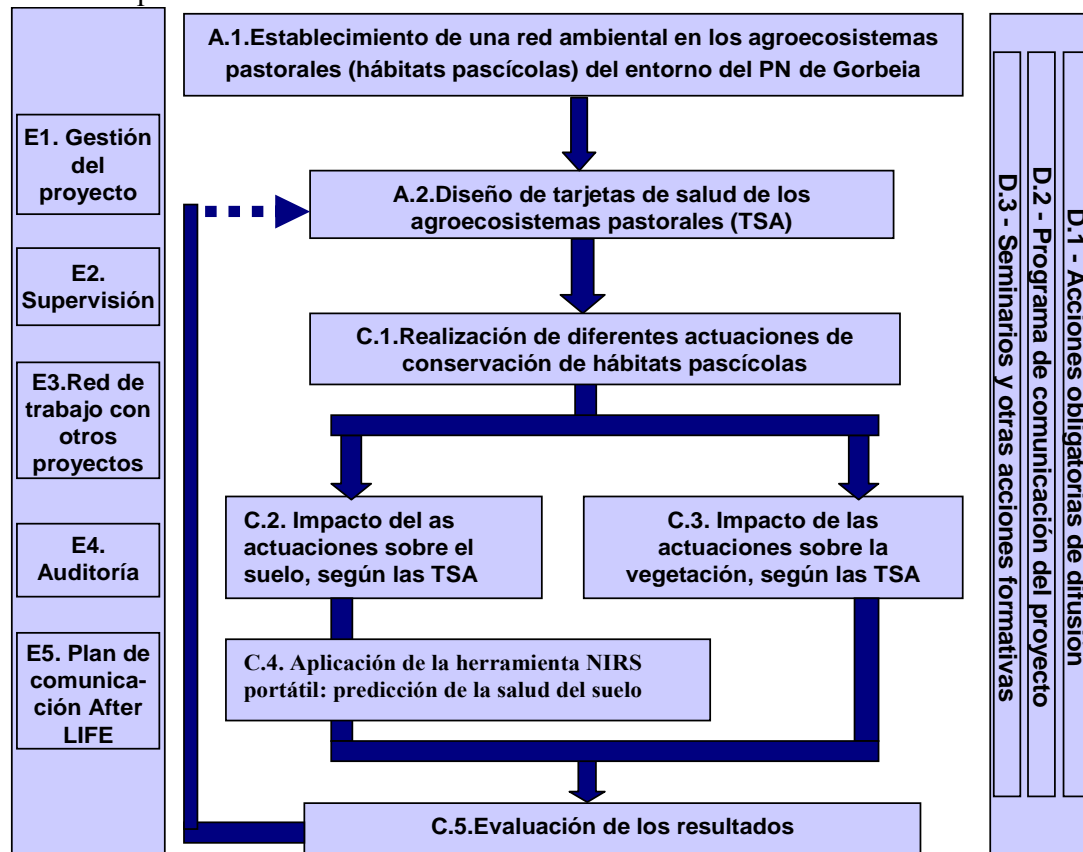 A.1.Establecimiento de una red ambiental en los agroecosistemas
pastorales (hábitats pascícolas) del entorno del PN de Gorbeia
E1. Gestión
del
proyecto
E2.
Supervisión
E3.Red de
trabajo con
otros
proyectos
E4.
Auditoría
E5. Plan de
comunica-
ción After
LIFE
A.2.Diseño de tarjetas de salud de los
agroecosistemas pastorales (TSA)
C.1.Realización de diferentes actuaciones de
conservación de hábitats pascícolas
C.2. Impacto del as
actuaciones sobre el
suelo, según las TSA
C.3. Impacto de las
actuaciones sobre la
vegetación, según las TSA
C.4. Aplicación de la herramienta NIRS
portátil: predicción de la salud del suelo
C.5.Evaluación de los resultados
D.1 - Acciones obligatorias de difusión
D.2 - Programa de comunicación del proyecto
D.3 - Seminarios y otras acciones formativas